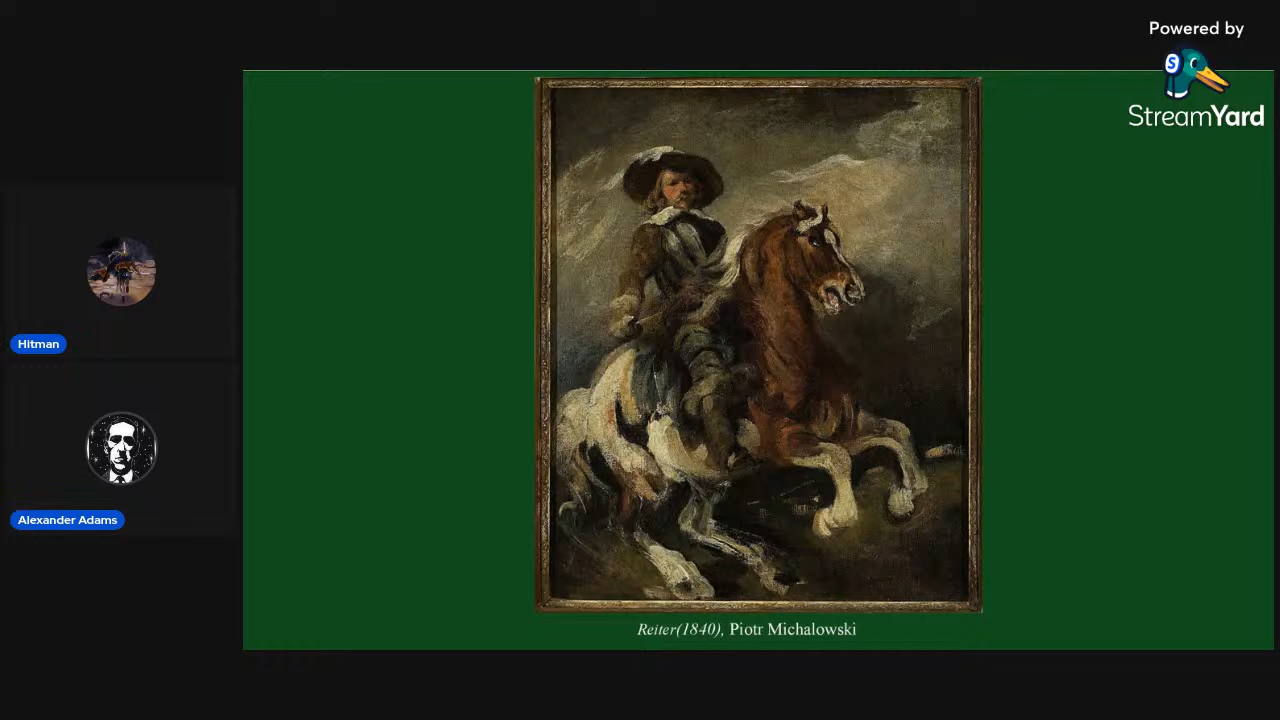 Powered by
S
StreamYard
Hitman
Alexander Adams
Reiter(1840), Piotr Michalowski